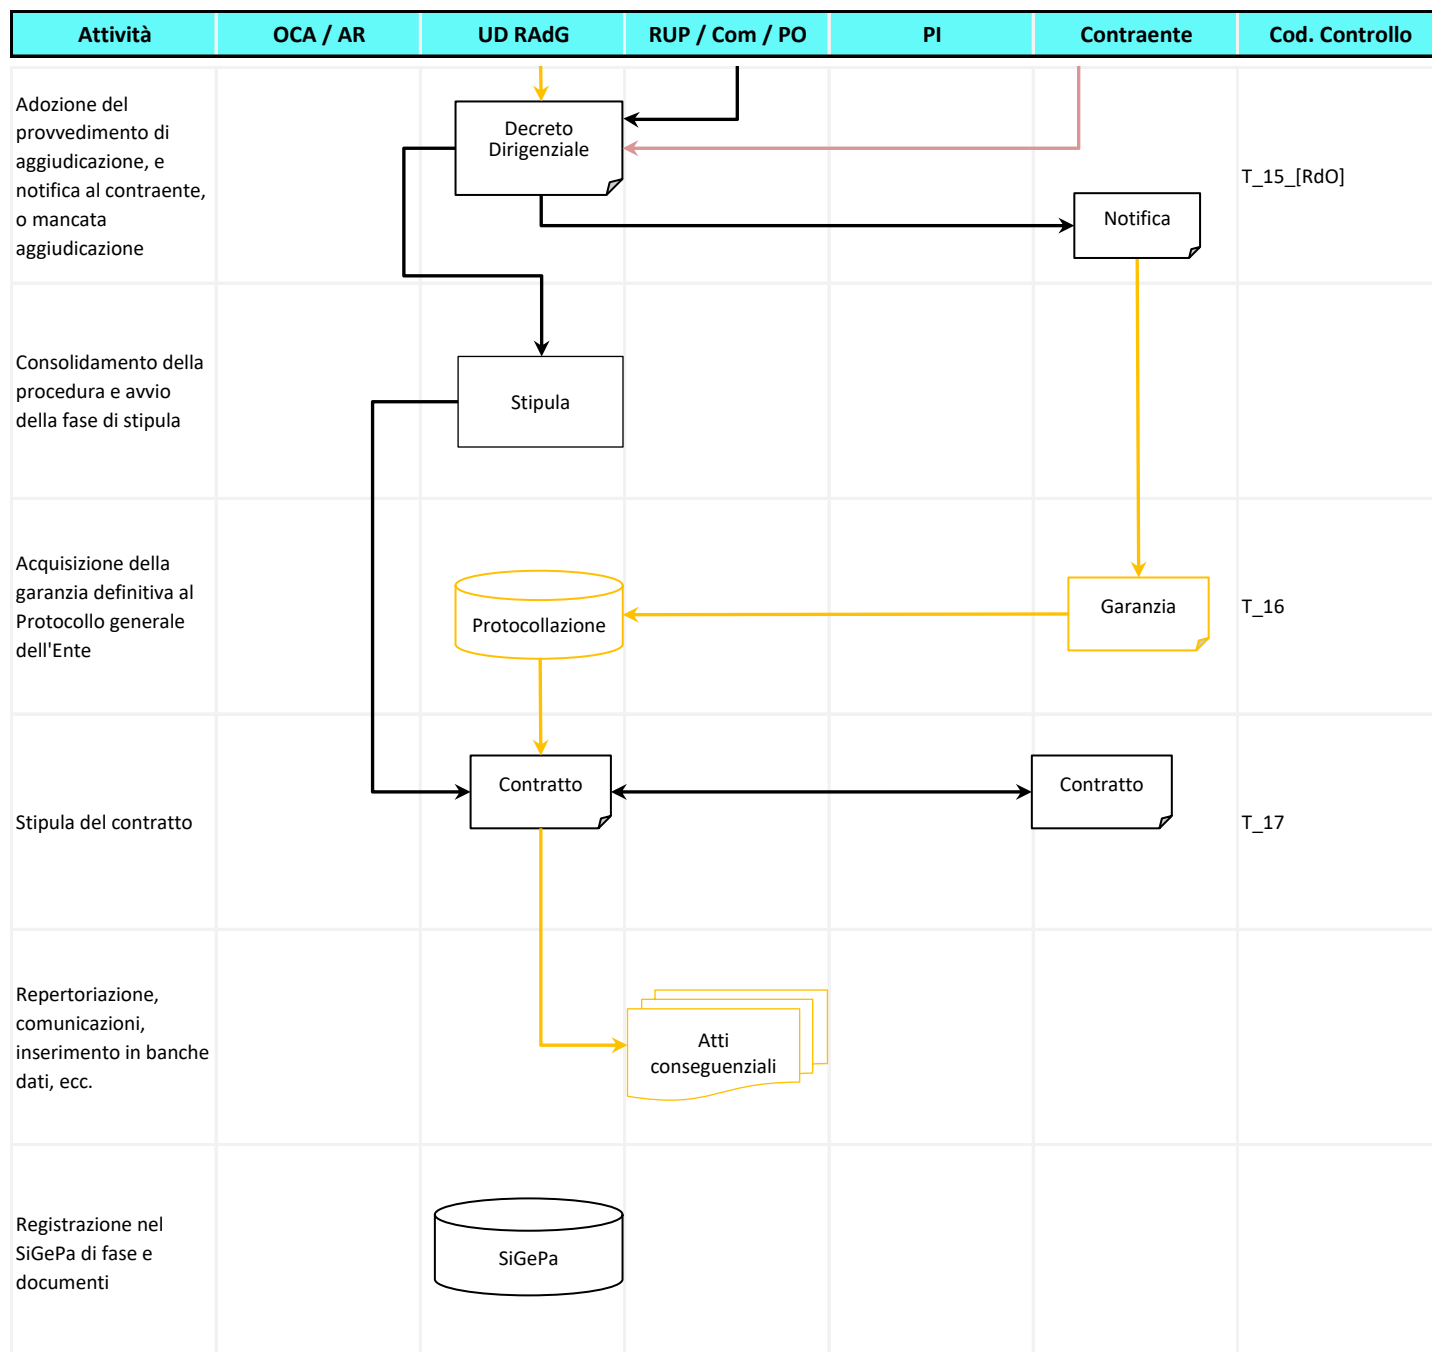 Attività OCA / AR UD RAdG RUP / Com / PO PI Contraente Cod. Controllo
Adozione del
provvedimento di
aggiudicazione, e
notifica al contraente,
o mancata
aggiudicazione
Decreto
Dirigenziale
Notifica
T_15_[RdO]
Consolidamento della
procedura e avvio
della fase di stipula
Stipula
Acquisizione della
garanzia definitiva al
Protocollo generale
dell'Ente
Protocollazione
Garanzia
T_16
Stipula del contratto
Contratto
Contratto
T_17
Repertoriazione,
comunicazioni,
inserimento in banche
dati, ecc.
Atti
conseguenziali
Registrazione nel
SiGePa di fase e
documenti
SiGePa